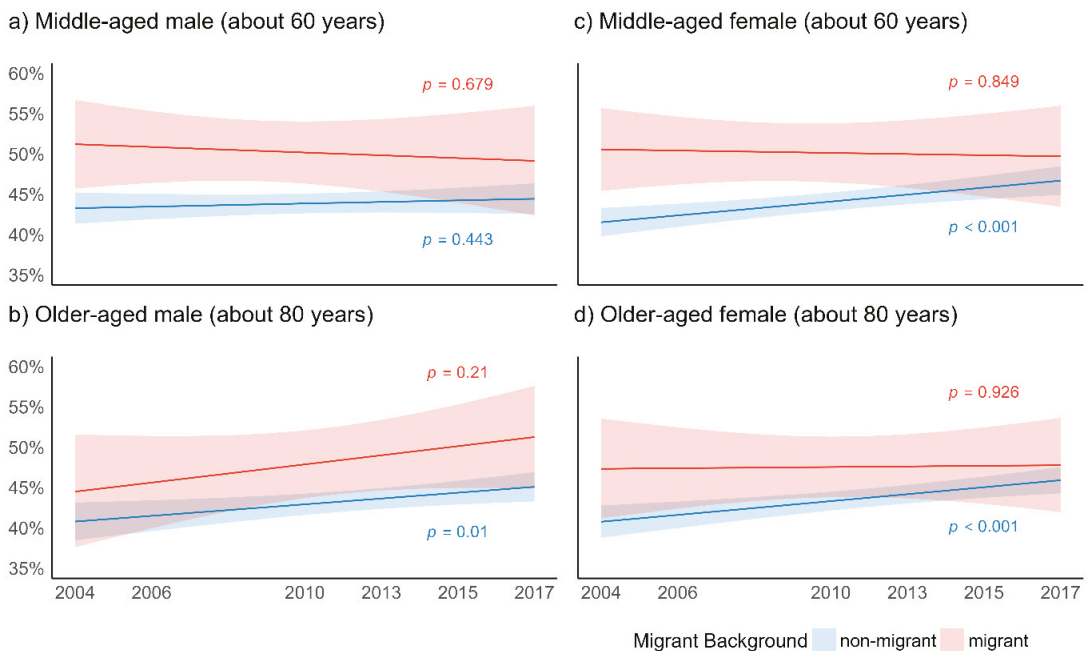 a) Middle-aged male (about 60 years)
60%
55%
50%
45%
40%
35%
p = 0.679
p = 0.443
c) Middle-aged female (about 60 years)
p = 0.849
p < 0.001
b) Older-aged male (about 80 years)
60%
55%
50%
45%
40%
35%
p = 0.21
p = 0.01
2004 2006 2010 2013 2015 2017
d) Older-aged female (about 80 years)
p = 0.926
p < 0.001
2004 2006 2010 2013 2015 2017
Migrant Background non-migrant migrant